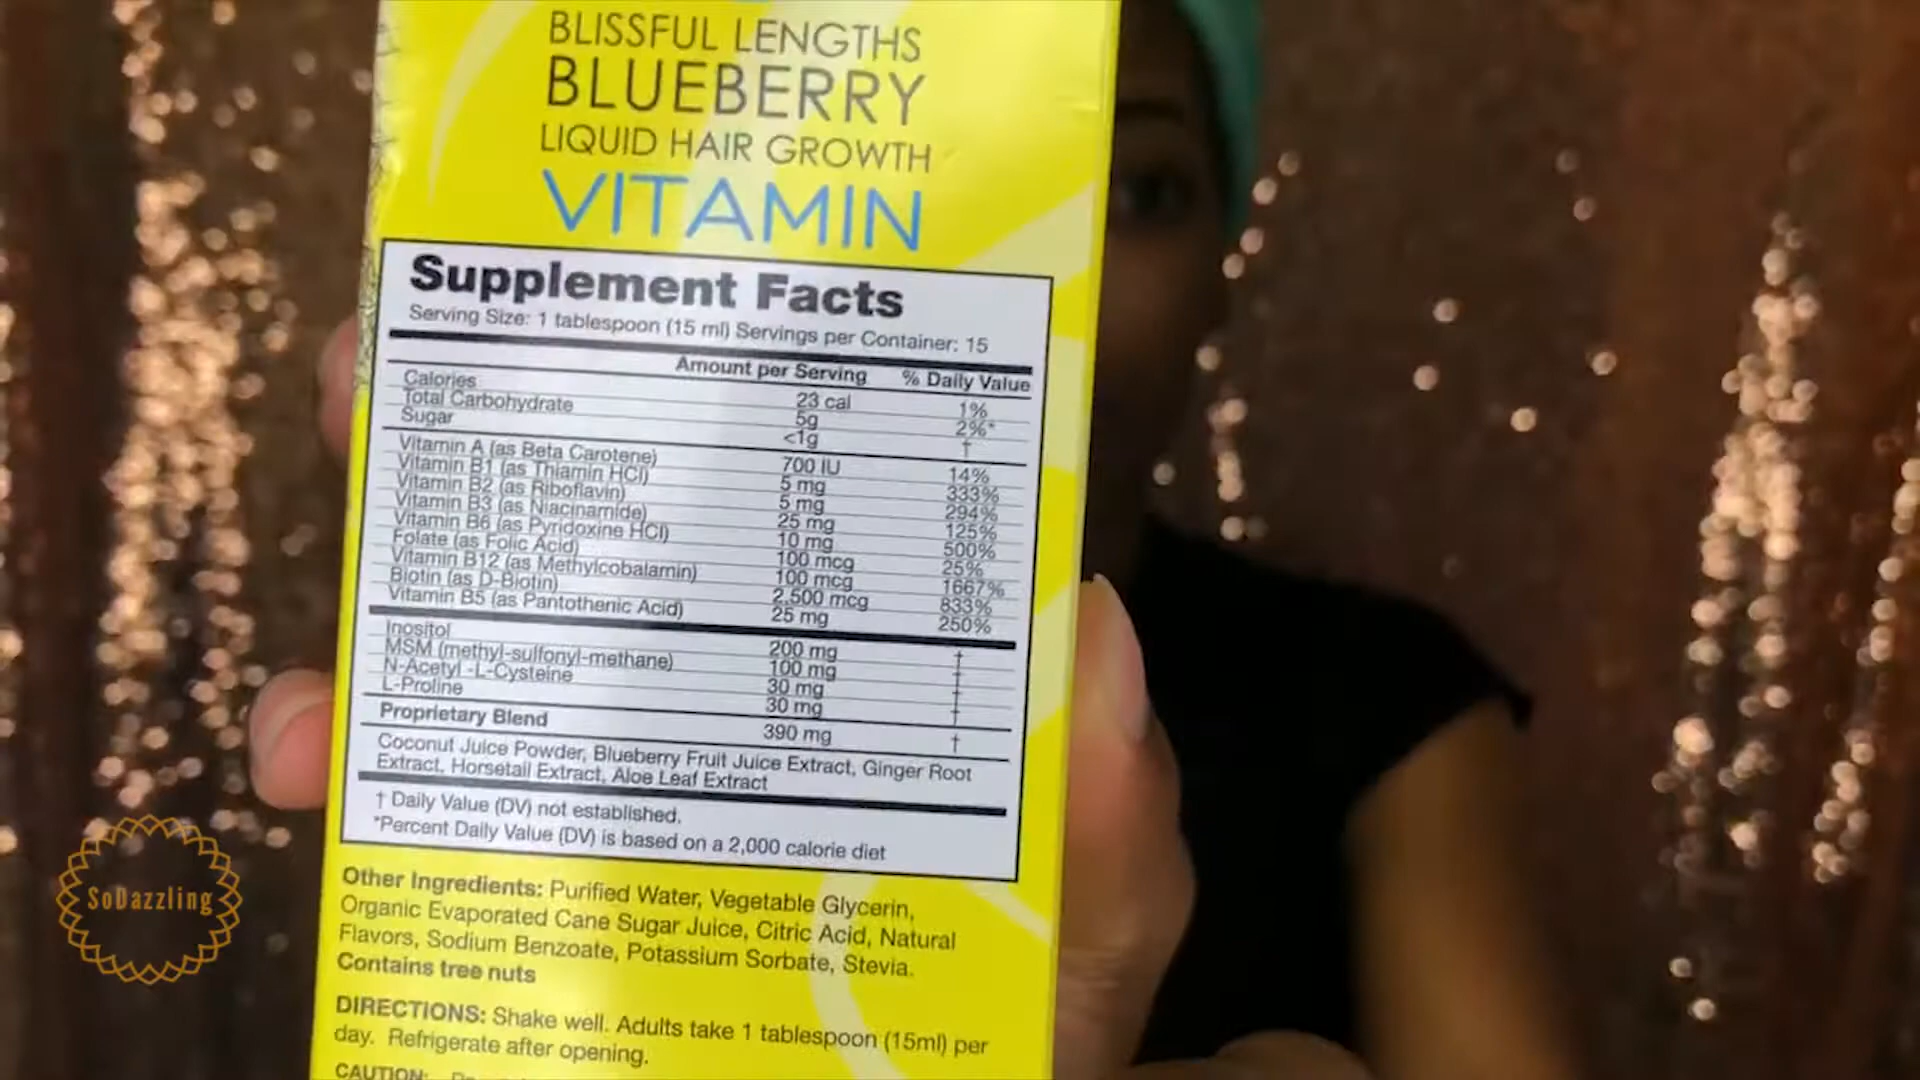 BLISSFUL LENGTHS
BLUEBERRY
LIQUID HAIR GROWTH
VITAMIN
Supplement Facts
Serving Size: 1 tablespoon (15 ml) Servings per Container: 15
Amount per Serving % Daily Value
Calories 23 cal 1%
Total Carbohydrate 5g 2%*
Sugar <1g †
Vitamin A (as Beta Carotene) 700 IU 14%
Vitamin B1 (as Thiamin HCl) 5 mg 333%
Vitamin B2 (as Riboflavin) 5 mg 294%
Vitamin B3 (as Niacinamide) 25 mg 125%
Vitamin B6 (as Pyridoxine HCl) 10 mg 500%
Folate (as Folic Acid) 100 mcg 25%
Vitamin B12 (as Methylcobalamin) 100 mcg 1667%
Biotin (as D-Biotin) 2,500 mcg 833%
Vitamin B5 (as Pantothenic Acid) 25 mg 250%
Inositol 200 mg †
MSM (methyl-sulfonyl-methane) 100 mg †
N-Acetyl -L-Cysteine 30 mg †
L-Proline 30 mg †
Proprietary Blend 390 mg †
Coconut Juice Powder, Blueberry Fruit Juice Extract, Ginger Root
Extract, Horsetail Extract, Aloe Leaf Extract
† Daily Value (DV) not established.
*Percent Daily Value (DV) is based on a 2,000 calorie diet
Other Ingredients: Purified Water, Vegetable Glycerin,
Organic Evaporated Cane Sugar Juice, Citric Acid, Natural
Flavors, Sodium Benzoate, Potassium Sorbate, Stevia.
Contains tree nuts
DIRECTIONS: Shake well. Adults take 1 tablespoon (15ml) per
day. Refrigerate after opening.
CAUTION:
SoDazzling